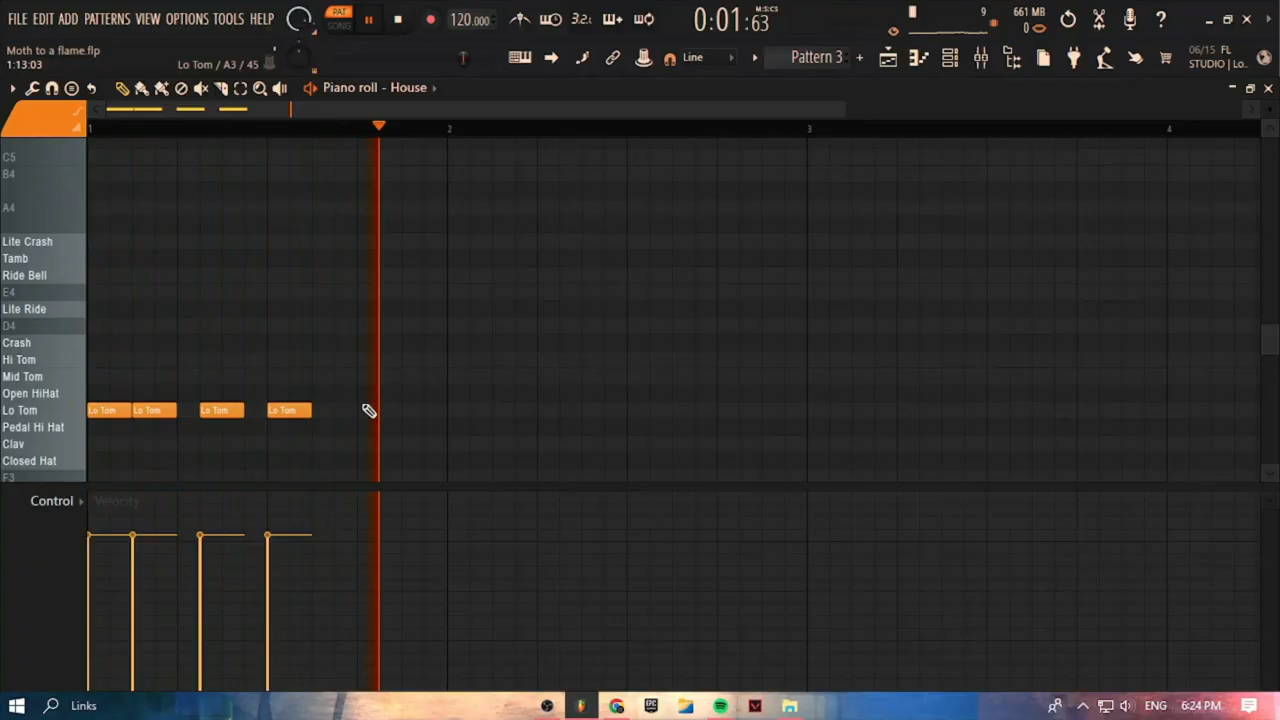 FILE EDIT ADD PATTERNS VIEW OPTIONS TOOLS HELP
PAT
SONG
120.000
3.2.
0:01:63
M:S:CS
9
661 MB
0
Moth to a flame.flp
1:13:03
Lo Tom / A3 / 45
Line
Pattern 3
06/15 FL
STUDIO | Lo...
Piano roll - House
1
2
3
4
C5
B4
A4
Lite Crash
Tamb
Ride Bell
E4
Lite Ride
D4
Crash
Hi Tom
Mid Tom
Open HiHat
Lo Tom
Lo Tom Lo Tom Lo Tom Lo Tom
Pedal Hi Hat
Clav
Closed Hat
F3
Control
Velocity
Links
ENG
6:24 PM